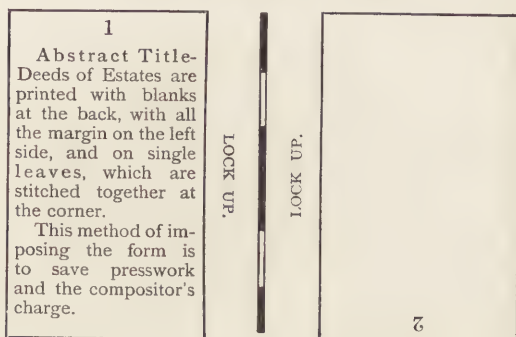 1
Abstract Title-
Deeds of Estates are
printed with blanks
at the back, with all
the margin on the left
side, and on single
leaves, which are
stitched together at
the corner.
This method of im-
posing the form is
to save presswork
and the compositor's
charge.
LOCK UP.
LOCK UP.
2